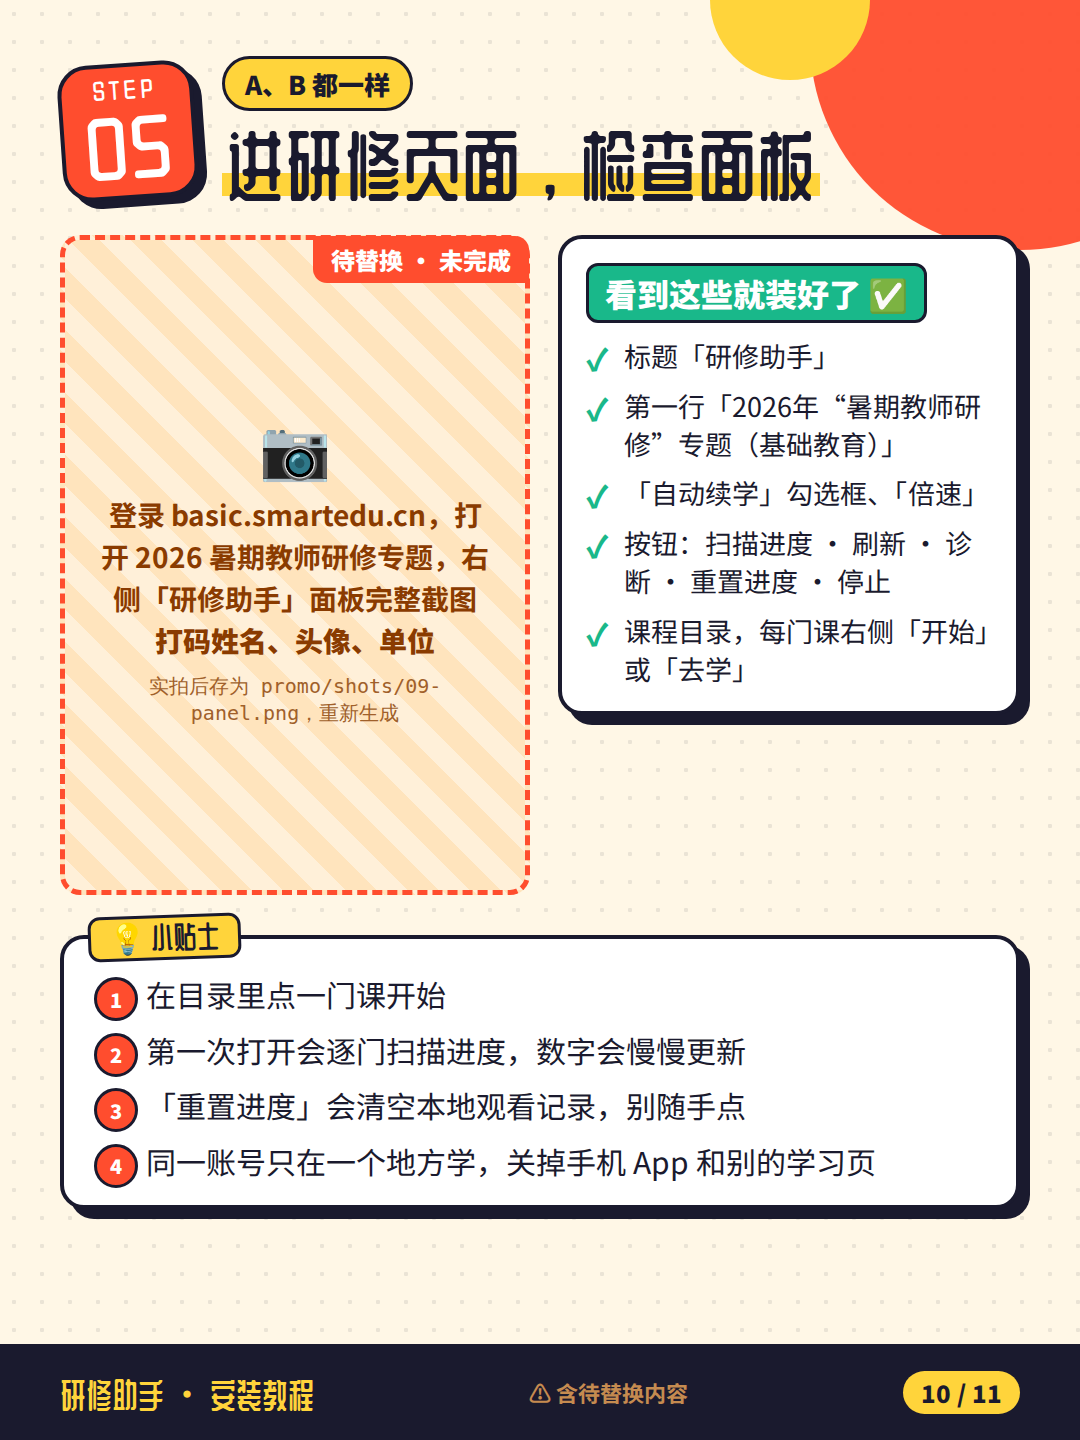 STEP
05
A、B 都一样
进研修页面，检查面板
待替换 · 未完成
登录 basic.smartedu.cn，打
开 2026 暑期教师研修专题，右
侧「研修助手」面板完整截图
打码姓名、头像、单位
实拍后存为 promo/shots/09-
panel.png，重新生成
看到这些就装好了 ✅
✓ 标题「研修助手」
✓ 第一行「2026年“暑期教师研
修”专题（基础教育）」
✓ 「自动续学」勾选框、「倍速」
✓ 按钮：扫描进度 · 刷新 · 诊
断 · 重置进度 · 停止
✓ 课程目录，每门课右侧「开始」
或「去学」
💡 小贴士
1 在目录里点一门课开始
2 第一次打开会逐门扫描进度，数字会慢慢更新
3 「重置进度」会清空本地观看记录，别随手点
4 同一账号只在一个地方学，关掉手机 App 和别的学习页
研修助手 · 安装教程
⚠ 含待替换内容
10 / 11